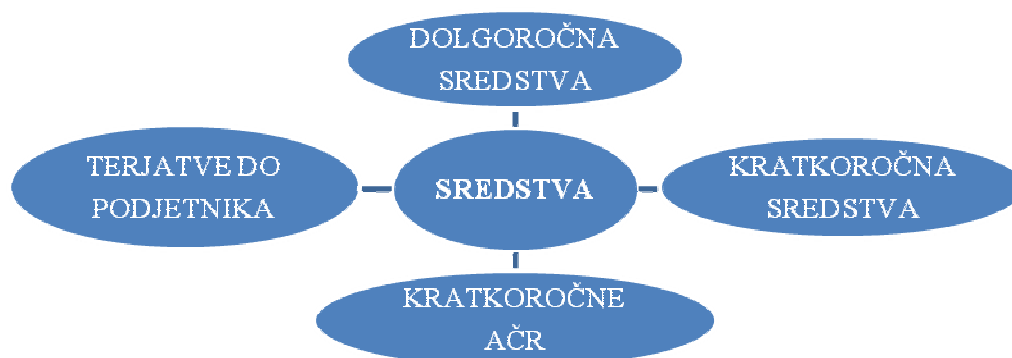 DOLGOROČNA
SREDSTVA
TERJATVE DO
PODJETNIKA
SREDSTVA
KRATKOROČNA
SREDSTVA
KRATKOROČNE
AČR